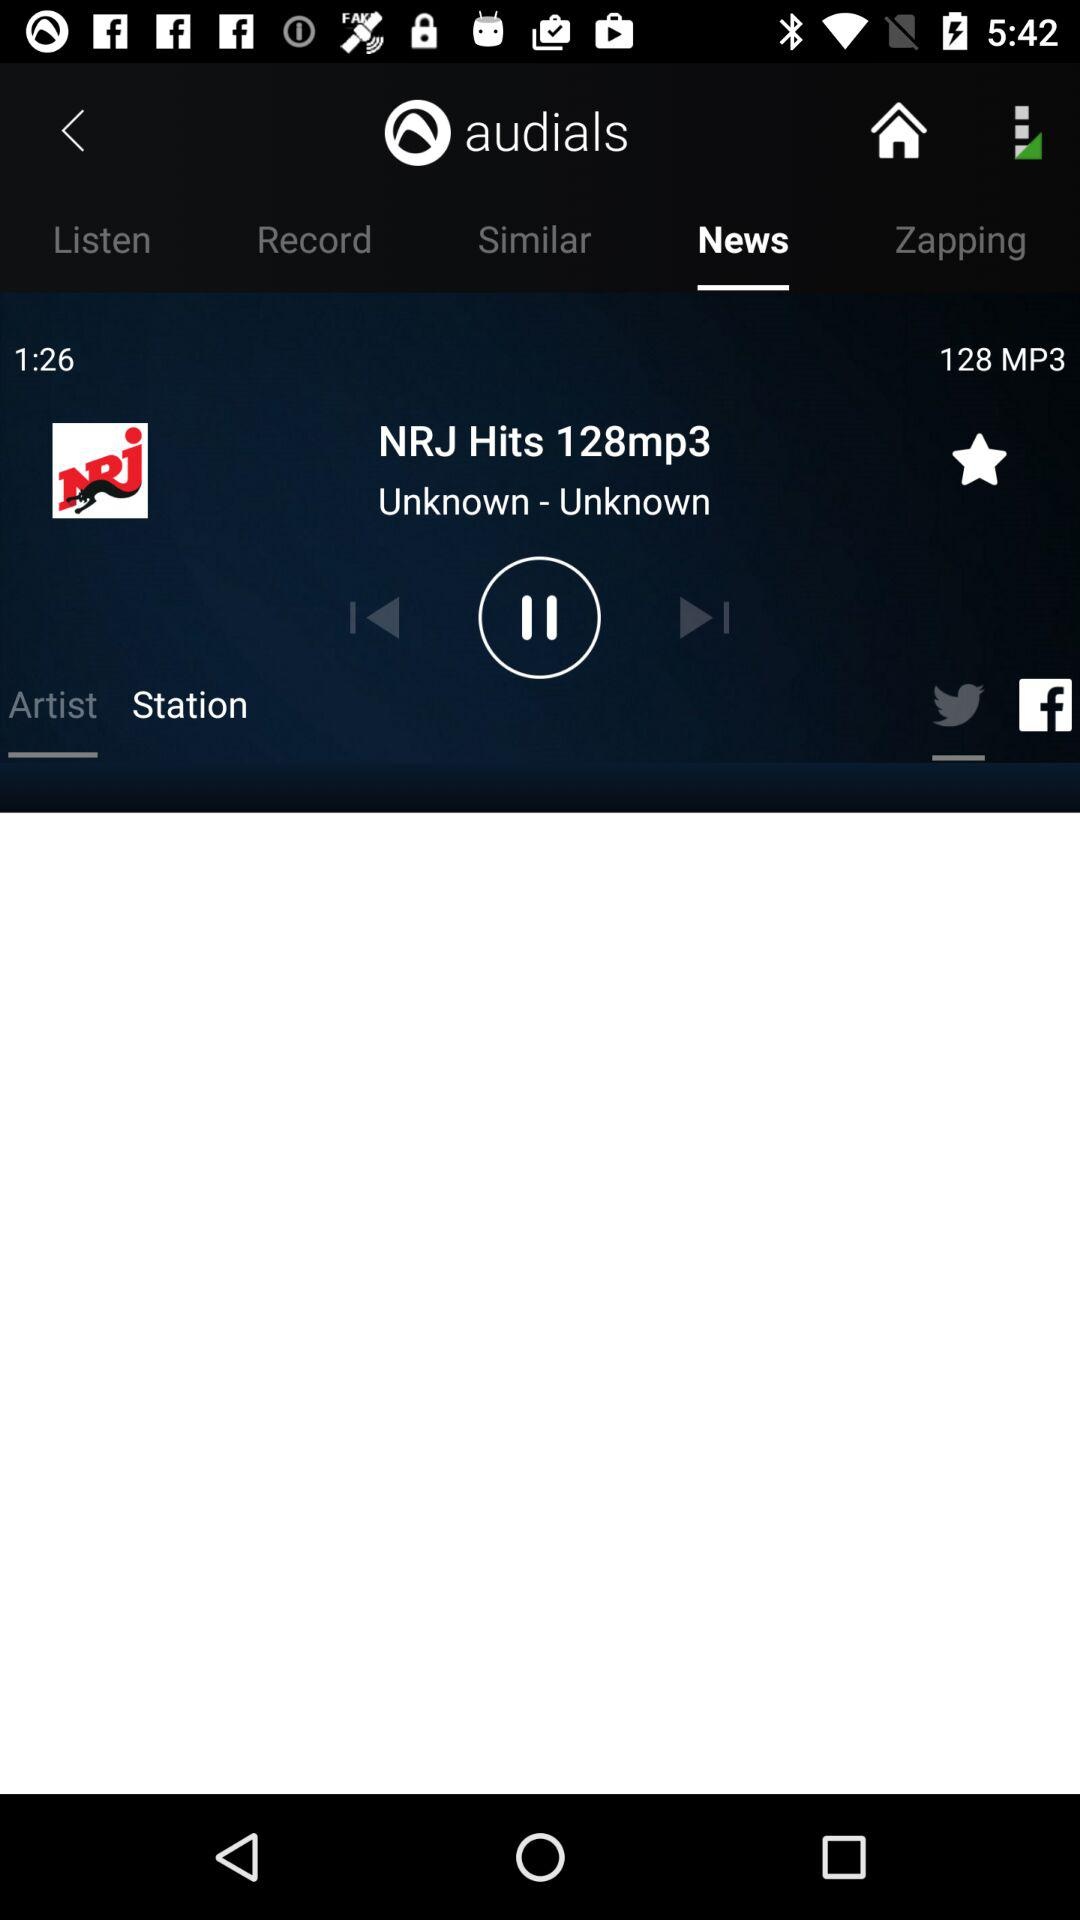 FAKE 5:42
audials
Listen Record Similar News Zapping
1:26 128 MP3
NRJ
NRJ Hits 128mp3
Unknown - Unknown
Artist Station